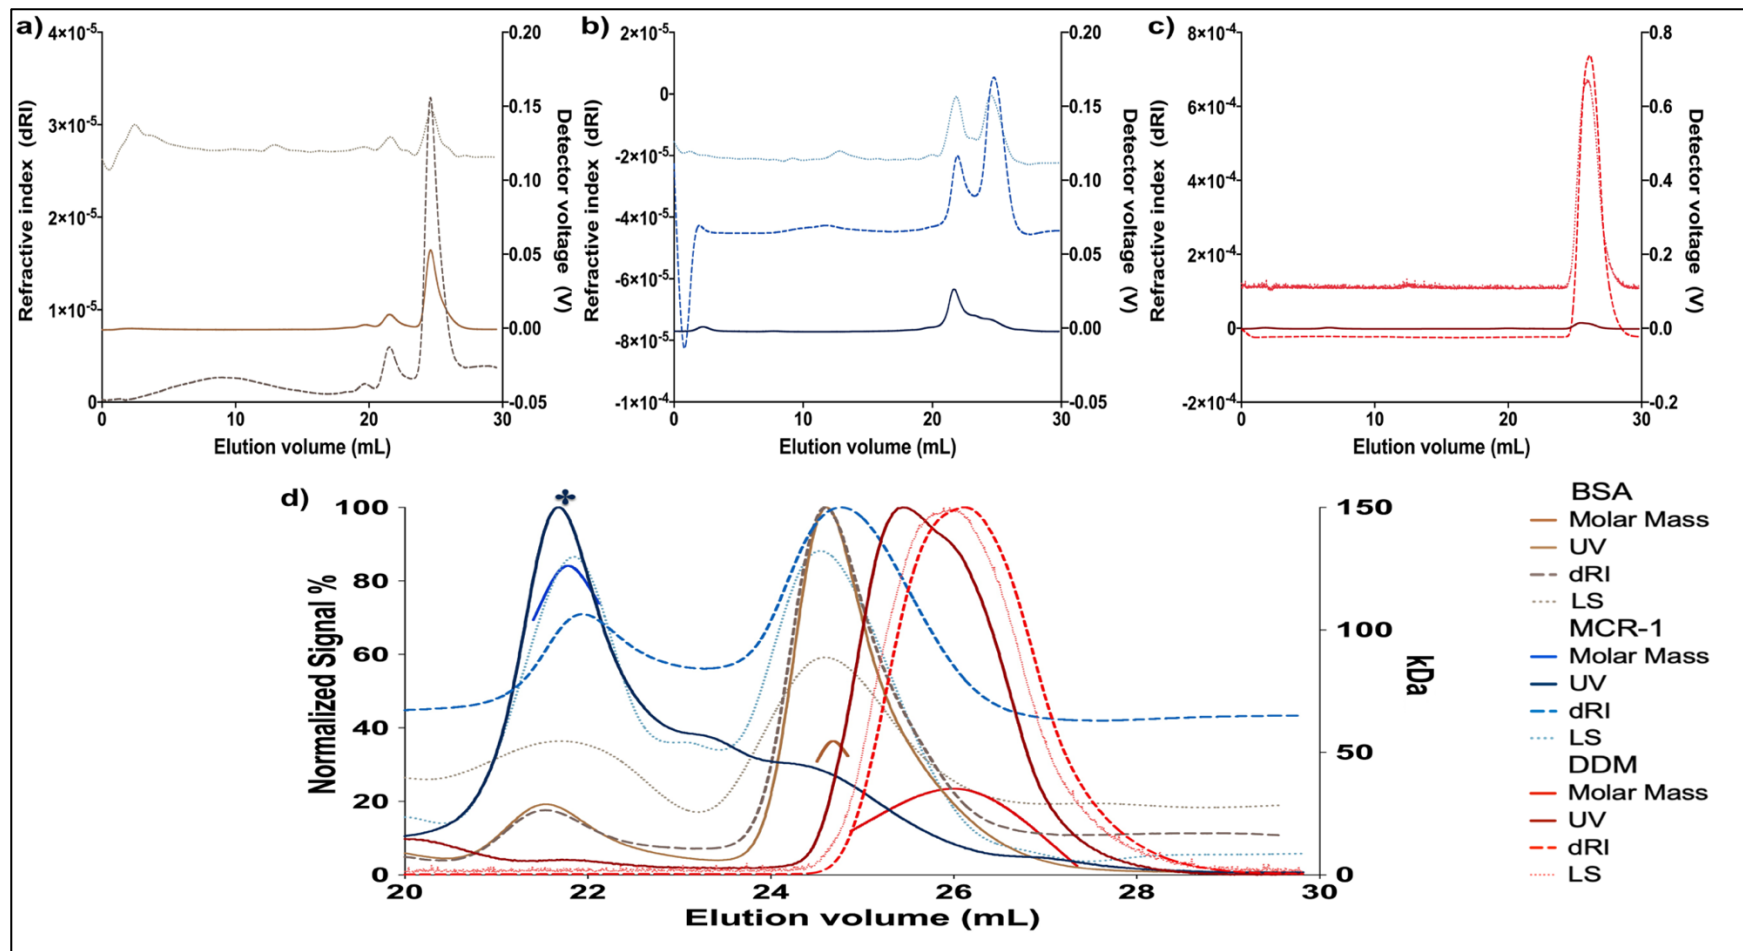 a)
Refractive index (dRI)
4×10⁻⁵
3×10⁻⁵
2×10⁻⁵
1×10⁻⁵
0
0 10 20 30
Elution volume (mL)
0.20
0.15
0.10
0.05
0.00
-0.05
Detector voltage (V)
b)
Refractive index (dRI)
2×10⁻⁵
0
-2×10⁻⁵
-4×10⁻⁵
-6×10⁻⁵
-8×10⁻⁵
-1×10⁻⁴
0 10 20 30
Elution volume (mL)
0.20
0.15
0.10
0.05
0.00
-0.05
Detector voltage (V)
c)
Refractive index (dRI)
8×10⁻⁴
6×10⁻⁴
4×10⁻⁴
2×10⁻⁴
0
-2×10⁻⁴
0 10 20 30
Elution volume (mL)
0.8
0.6
0.4
0.2
0.0
-0.2
Detector voltage (V)
d)
Normalized Signal %
100
80
60
40
20
0
20 22 24 26 28 30
Elution volume (mL)
150
100
50
0
kDa
BSA
Molar Mass
UV
dRI
LS
MCR-1
Molar Mass
UV
dRI
LS
DDM
Molar Mass
UV
dRI
LS